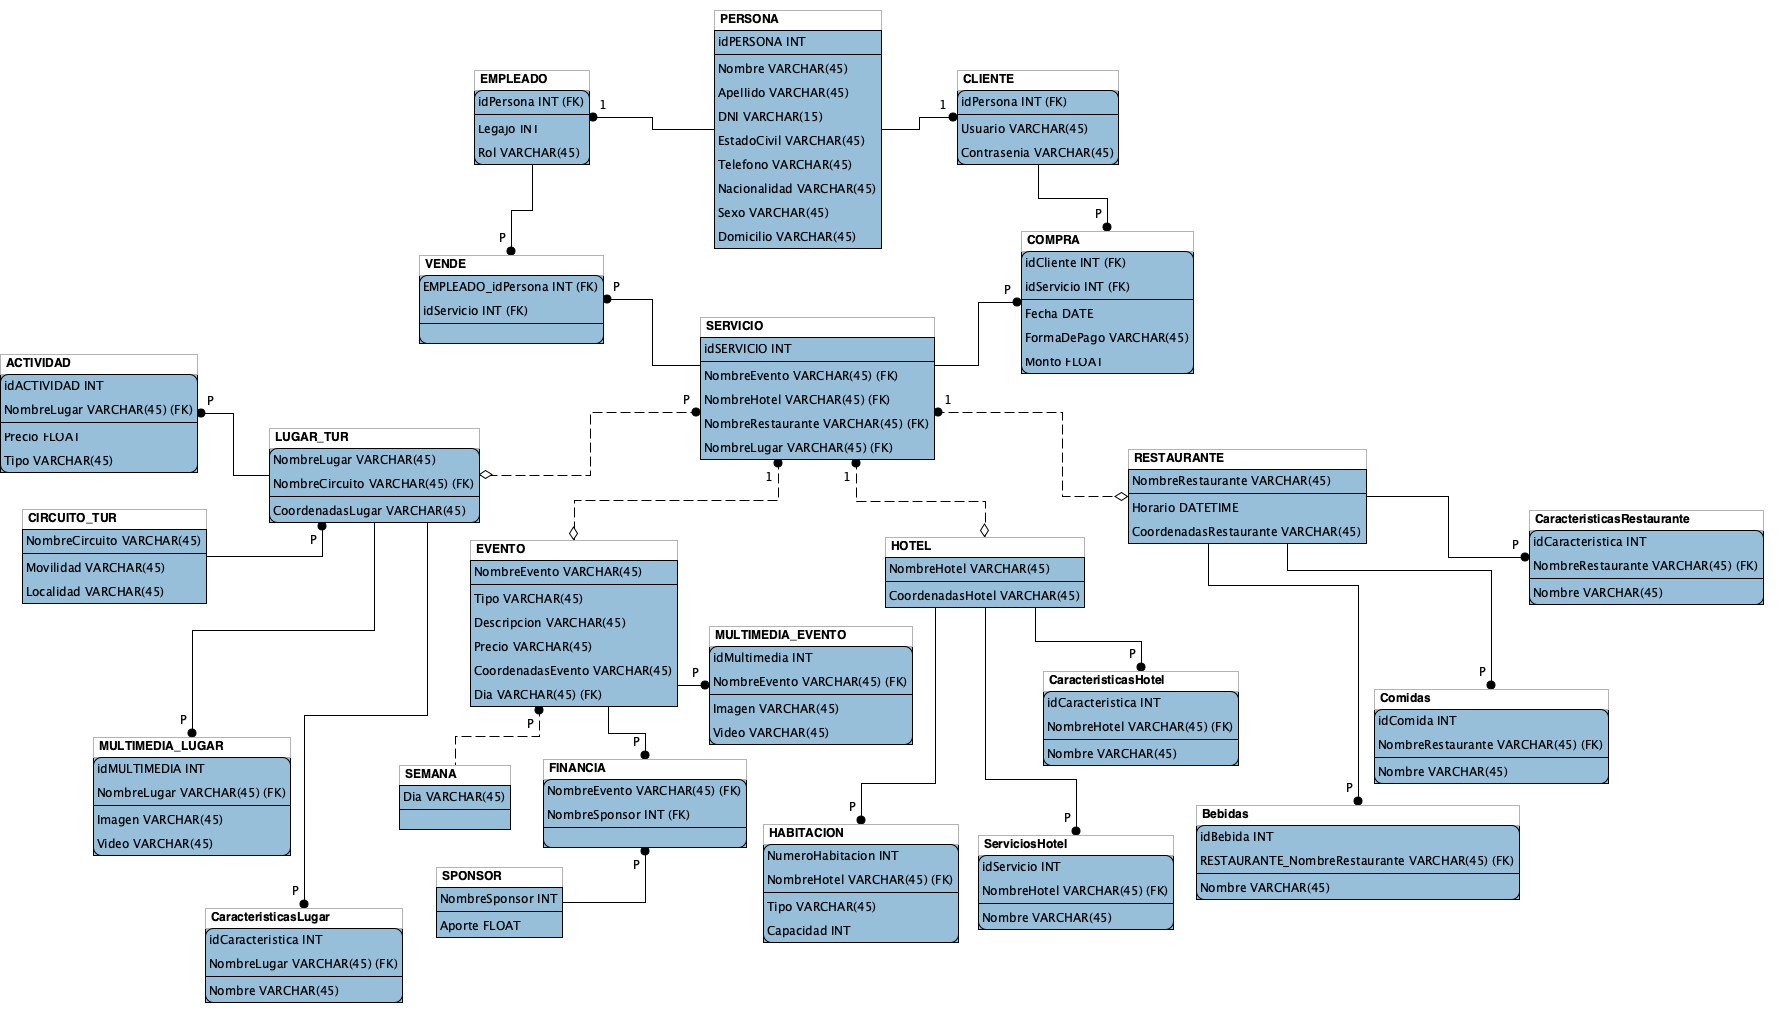 PERSONA
idPERSONA INT
Nombre VARCHAR(45)
Apellido VARCHAR(45)
DNI VARCHAR(15)
EstadoCivil VARCHAR(45)
Telefono VARCHAR(45)
Nacionalidad VARCHAR(45)
Sexo VARCHAR(45)
Domicilio VARCHAR(45)
EMPLEADO
idPersona INT (FK)
Legajo INT
Rol VARCHAR(45)
1
CLIENTE
idPersona INT (FK)
Usuario VARCHAR(45)
Contrasenia VARCHAR(45)
1
P
VENDE
EMPLEADO_idPersona INT (FK)
idServicio INT (FK)
P
P
COMPRA
idCliente INT (FK)
idServicio INT (FK)
Fecha DATE
FormaDePago VARCHAR(45)
Monto FLOAT
P
SERVICIO
idSERVICIO INT
NombreEvento VARCHAR(45) (FK)
NombreHotel VARCHAR(45) (FK)
NombreRestaurante VARCHAR(45) (FK)
NombreLugar VARCHAR(45) (FK)
P
1
1
1
ACTIVIDAD
idACTIVIDAD INT
NombreLugar VARCHAR(45) (FK)
Precio FLOAT
Tipo VARCHAR(45)
P
LUGAR_TUR
NombreLugar VARCHAR(45)
NombreCircuito VARCHAR(45) (FK)
CoordenadasLugar VARCHAR(45)
P
CIRCUITO_TUR
NombreCircuito VARCHAR(45)
Movilidad VARCHAR(45)
Localidad VARCHAR(45)
RESTAURANTE
NombreRestaurante VARCHAR(45)
Horario DATETIME
CoordenadasRestaurante VARCHAR(45)
P
CaracteristicasRestaurante
idCaracteristica INT
NombreRestaurante VARCHAR(45) (FK)
Nombre VARCHAR(45)
EVENTO
NombreEvento VARCHAR(45)
Tipo VARCHAR(45)
Descripcion VARCHAR(45)
Precio VARCHAR(45)
CoordenadasEvento VARCHAR(45)
Dia VARCHAR(45) (FK)
P
HOTEL
NombreHotel VARCHAR(45)
CoordenadasHotel VARCHAR(45)
P
MULTIMEDIA_EVENTO
idMultimedia INT
NombreEvento VARCHAR(45) (FK)
Imagen VARCHAR(45)
Video VARCHAR(45)
P
CaracteristicasHotel
idCaracteristica INT
NombreHotel VARCHAR(45) (FK)
Nombre VARCHAR(45)
P
Comidas
idComida INT
NombreRestaurante VARCHAR(45) (FK)
Nombre VARCHAR(45)
P
MULTIMEDIA_LUGAR
idMULTIMEDIA INT
NombreLugar VARCHAR(45) (FK)
Imagen VARCHAR(45)
Video VARCHAR(45)
SEMANA
Dia VARCHAR(45)
P
FINANCIA
NombreEvento VARCHAR(45) (FK)
NombreSponsor INT (FK)
P
SPONSOR
NombreSponsor INT
Aporte FLOAT
P
HABITACION
NumeroHabitacion INT
NombreHotel VARCHAR(45) (FK)
Tipo VARCHAR(45)
Capacidad INT
P
ServiciosHotel
idServicio INT
NombreHotel VARCHAR(45) (FK)
Nombre VARCHAR(45)
P
Bebidas
idBebida INT
RESTAURANTE_NombreRestaurante VARCHAR(45) (FK)
Nombre VARCHAR(45)
P
CaracteristicasLugar
idCaracteristica INT
NombreLugar VARCHAR(45) (FK)
Nombre VARCHAR(45)